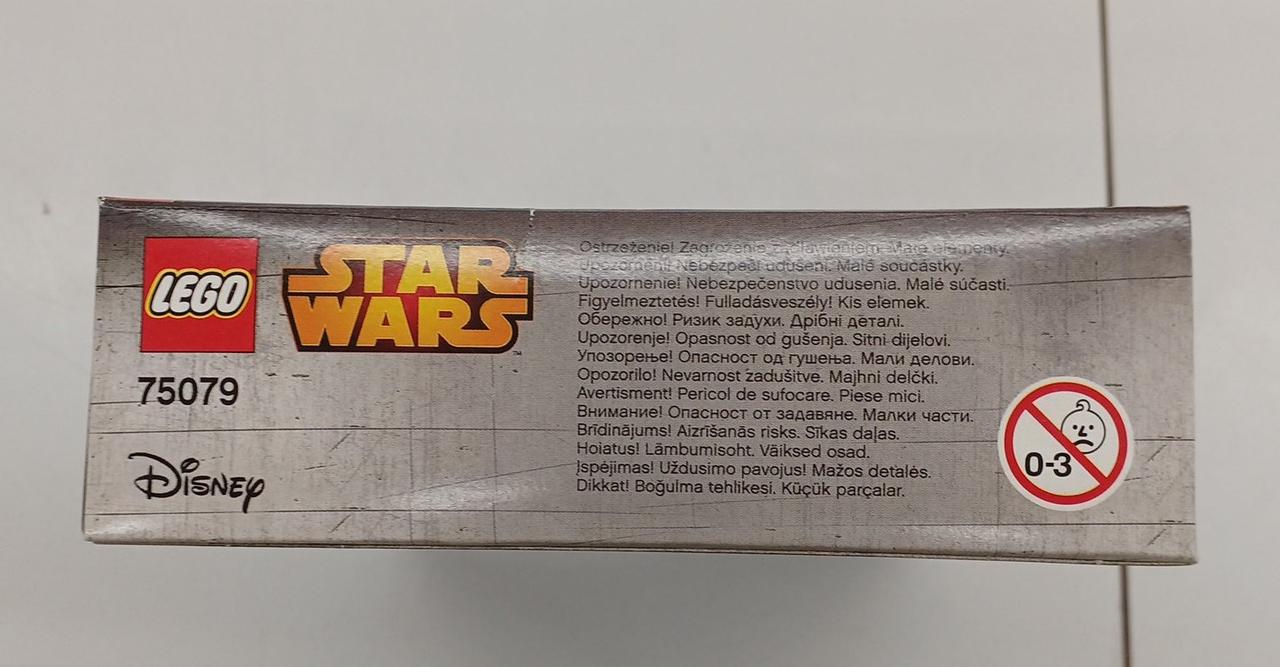 LEGO
STAR
WARS
™
75079
Disney
Ostrzeżenie! Zagrożenie zadławieniem. Małe elementy.
Upozornění! Nebezpečí udušení. Malé součástky.
Upozornenie! Nebezpečenstvo udusenia. Malé súčasti.
Figyelmeztetés! Fulladásveszély! Kis elemek.
Обережно! Ризик задухи. Дрібні деталі.
Upozorenje! Opasnost od gušenja. Sitni dijelovi.
Упозорење! Опасност од гушења. Мали делови.
Opozorilo! Nevarnost zadušitve. Majhni delčki.
Avertisment! Pericol de sufocare. Piese mici.
Внимание! Опасност от задавяне. Малки части.
Brīdinājums! Aizrīšanās risks. Sīkas daļas.
Hoiatus! Lämbumisoht. Väiksed osad.
Įspėjimas! Uždusimo pavojus! Mažos detalės.
Dikkat! Boğulma tehlikesi. Küçük parçalar.
0-3